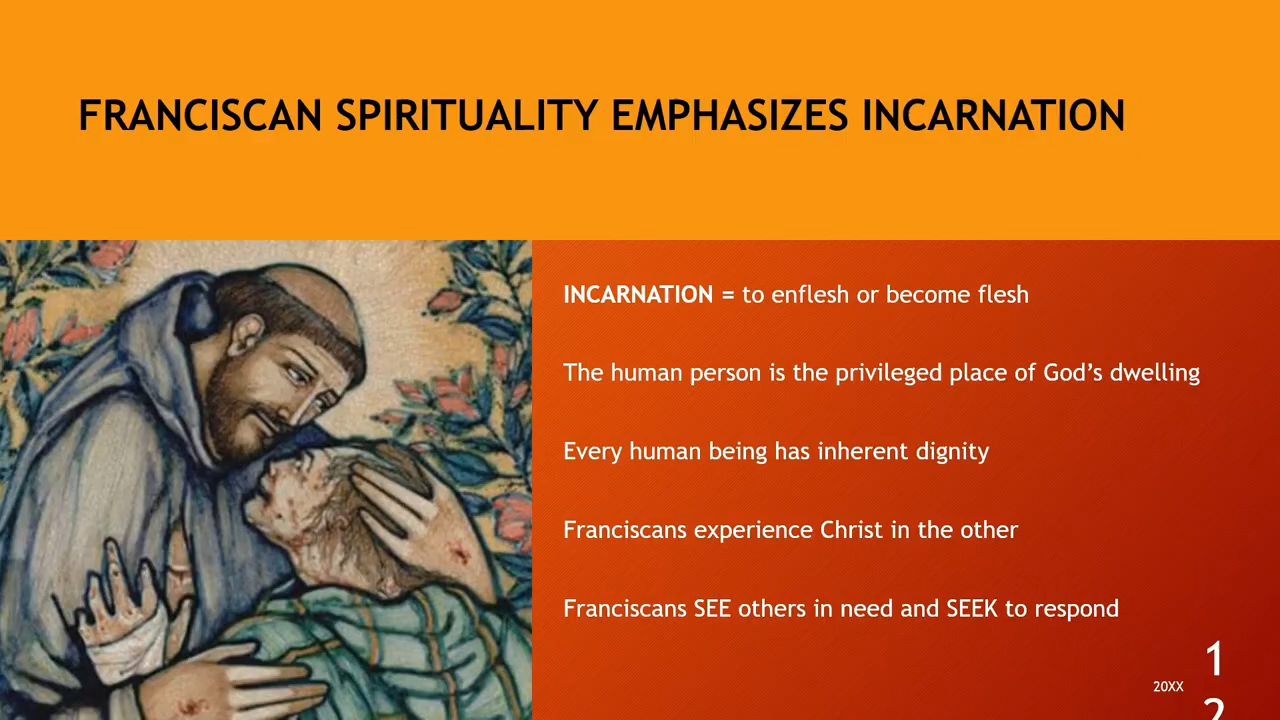 FRANCISCAN SPIRITUALITY EMPHASIZES INCARNATION
INCARNATION = to enflesh or become flesh
The human person is the privileged place of God’s dwelling
Every human being has inherent dignity
Franciscans experience Christ in the other
Franciscans SEE others in need and SEEK to respond
20XX
1
2